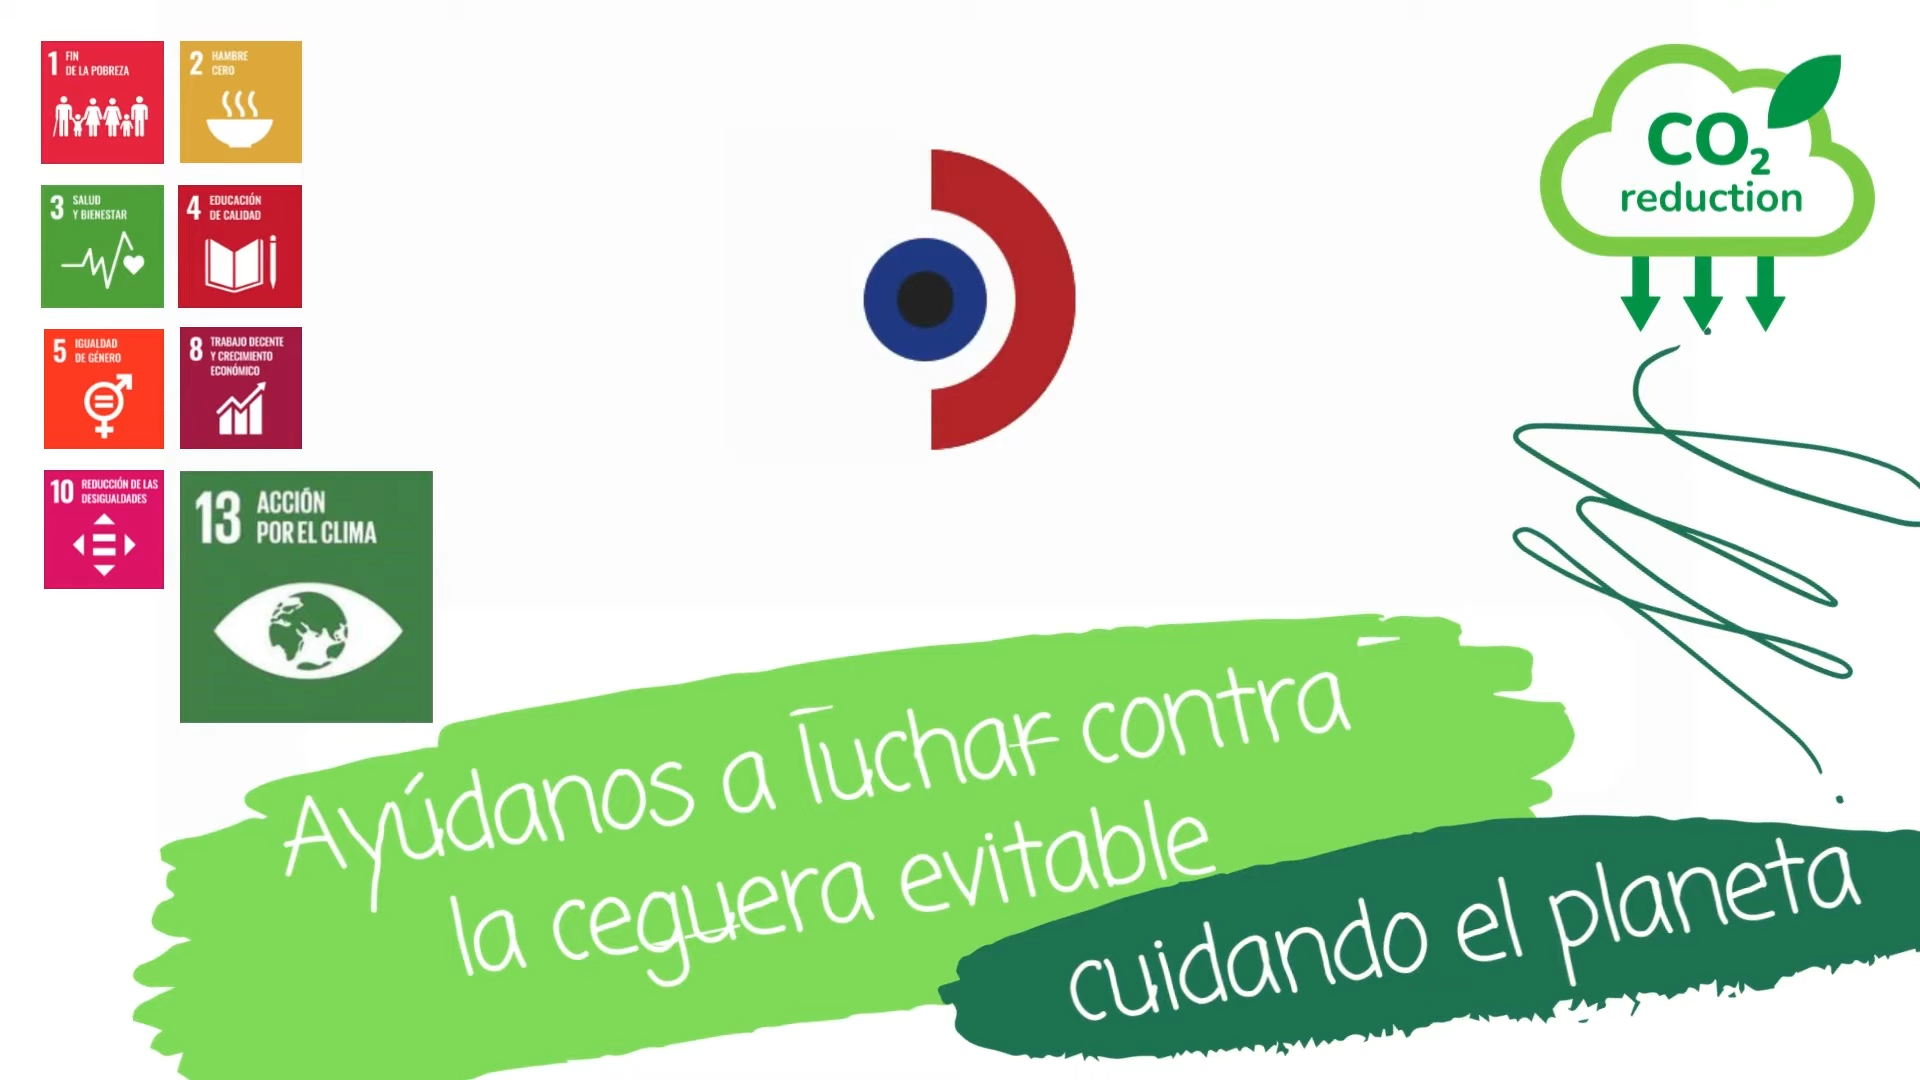 1 FIN
DE LA POBREZA
2 HAMBRE
CERO
3 SALUD
Y BIENESTAR
4 EDUCACIÓN
DE CALIDAD
5 IGUALDAD
DE GÉNERO
8 TRABAJO DECENTE
Y CRECIMIENTO
ECONÓMICO
10 REDUCCIÓN DE LAS
DESIGUALDADES
13 ACCIÓN
POR EL CLIMA
CO2
reduction
Ayúdanos a luchar contra
la ceguera evitable
cuidando el planeta